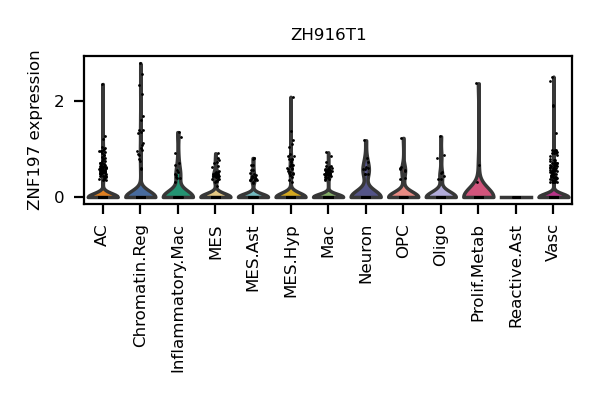 ZH916T1
ZNF197 expression
2
0
AC
Chromatin.Reg
Inflammatory.Mac
MES
MES.Ast
MES.Hyp
Mac
Neuron
OPC
Oligo
Prolif.Metab
Reactive.Ast
Vasc